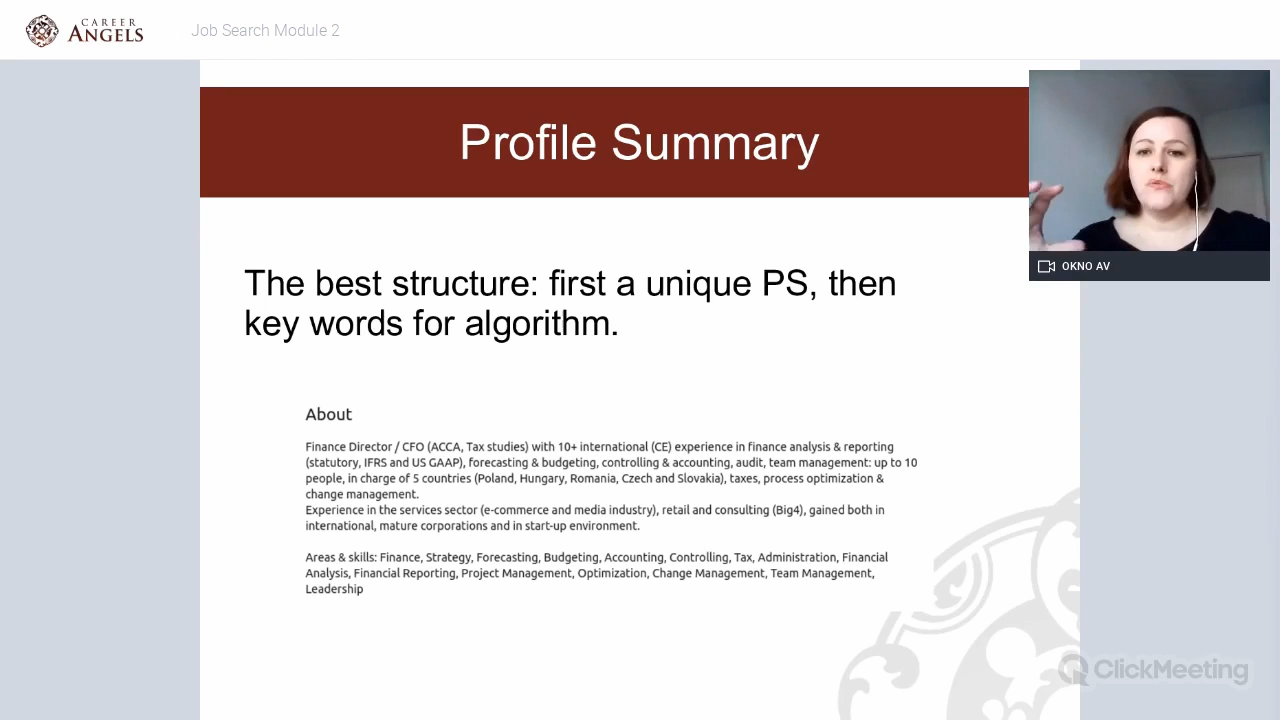 CAREER
ANGELS
Job Search Module 2
Profile Summary
OKNO AV
The best structure: first a unique PS, then
key words for algorithm.
About
Finance Director / CFO (ACCA, Tax studies) with 10+ international (CE) experience in finance analysis & reporting
(statutory, IFRS and US GAAP), forecasting & budgeting, controlling & accounting, audit, team management: up to 10
people, in charge of 5 countries (Poland, Hungary, Romania, Czech and Slovakia), taxes, process optimization &
change management.
Experience in the services sector (e-commerce and media industry), retail and consulting (Big4), gained both in
international, mature corporations and in start-up environment.
Areas & skills: Finance, Strategy, Forecasting, Budgeting, Accounting, Controlling, Tax, Administration, Financial
Analysis, Financial Reporting, Project Management, Optimization, Change Management, Team Management,
Leadership
ClickMeeting